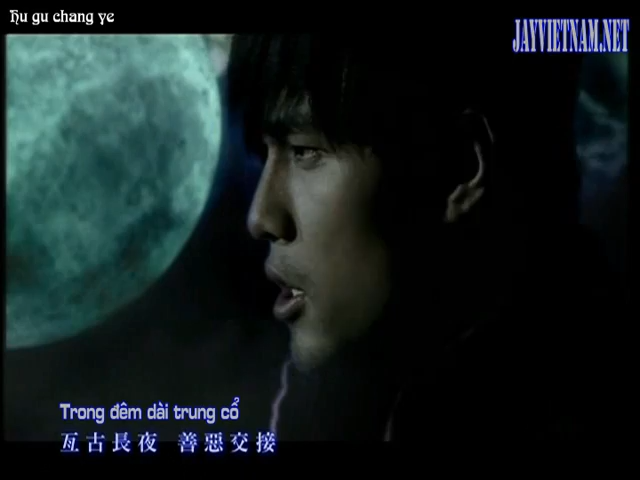 Hu gu chang ye
JAYVIETNAM.NET
Trong đêm dài trung cổ
亙古長夜 善惡交接